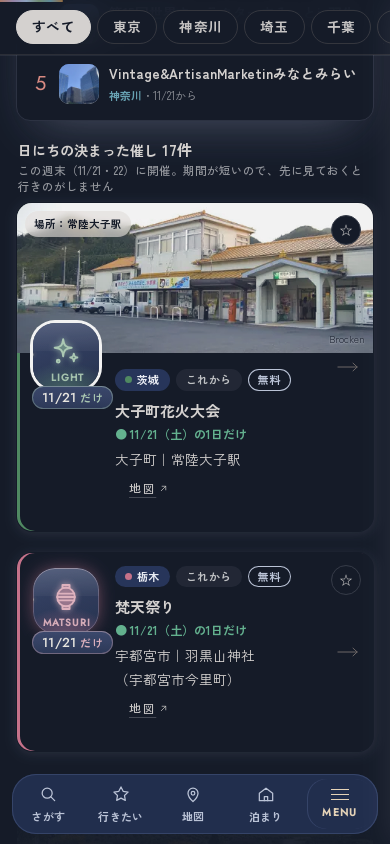 すべて
東京
神奈川
埼玉
千葉
5
Vintage&ArtisanMarketinみなとみらい
神奈川・11/21から
日にちの決まった催し 17件
この週末（11/21・22）に開催。期間が短いので、先に見ておくと
行きのがしません
場所：常陸大子駅
☆
Brocken
LIGHT
11/21 だけ
茨城
これから
無料
→
大子町花火大会
11/21（土）の1日だけ
大子町｜常陸大子駅
地図 ↗
MATSURI
11/21 だけ
栃木
これから
無料
☆
梵天祭り
11/21（土）の1日だけ
宇都宮市｜羽黒山神社
（宇都宮市今里町）
→
地図 ↗
さがす
行きたい
地図
泊まり
MENU